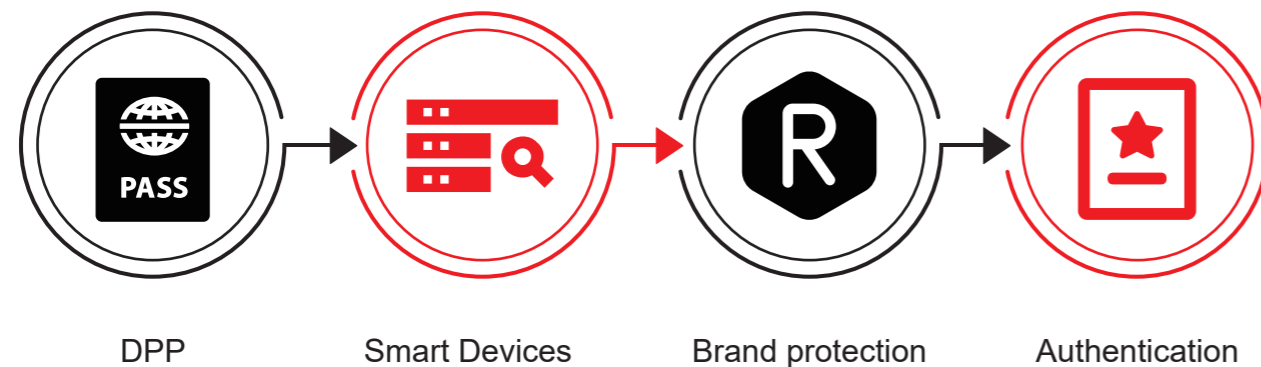 PASS
R
DPP
Smart Devices
Brand protection
Authentication